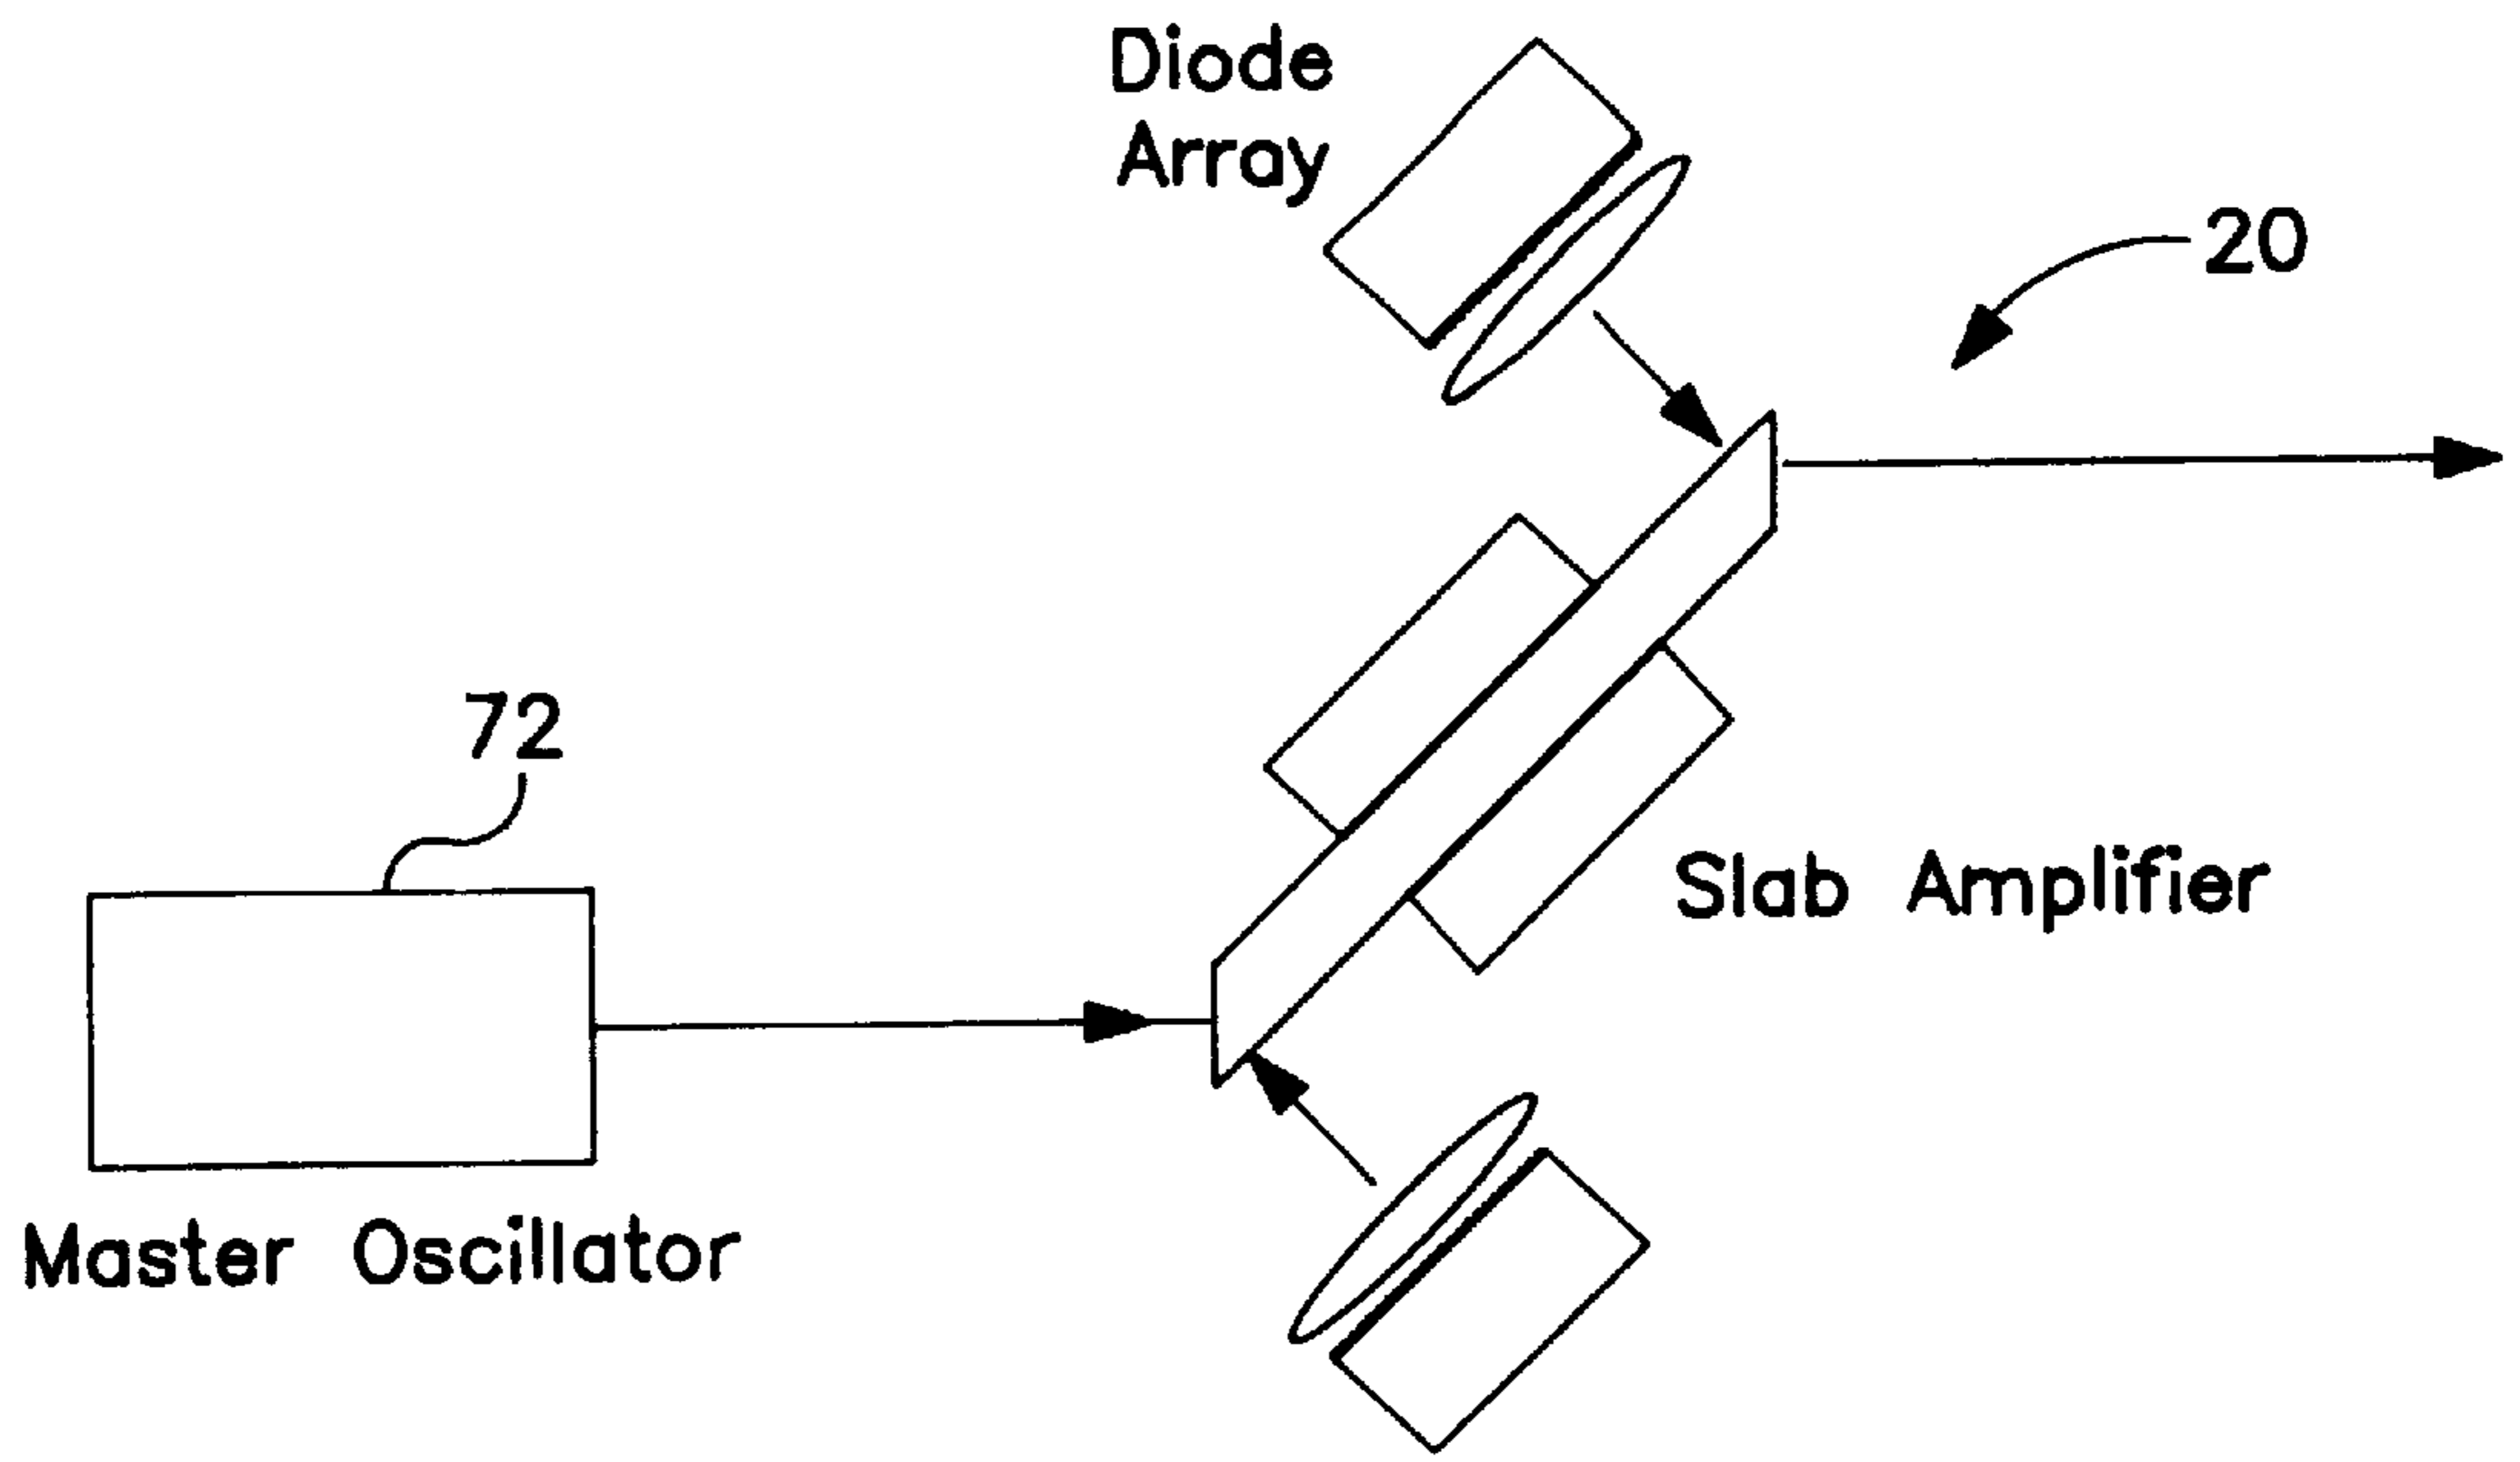 Diode
Array
20
72
Slab Amplifier
Master Oscillator